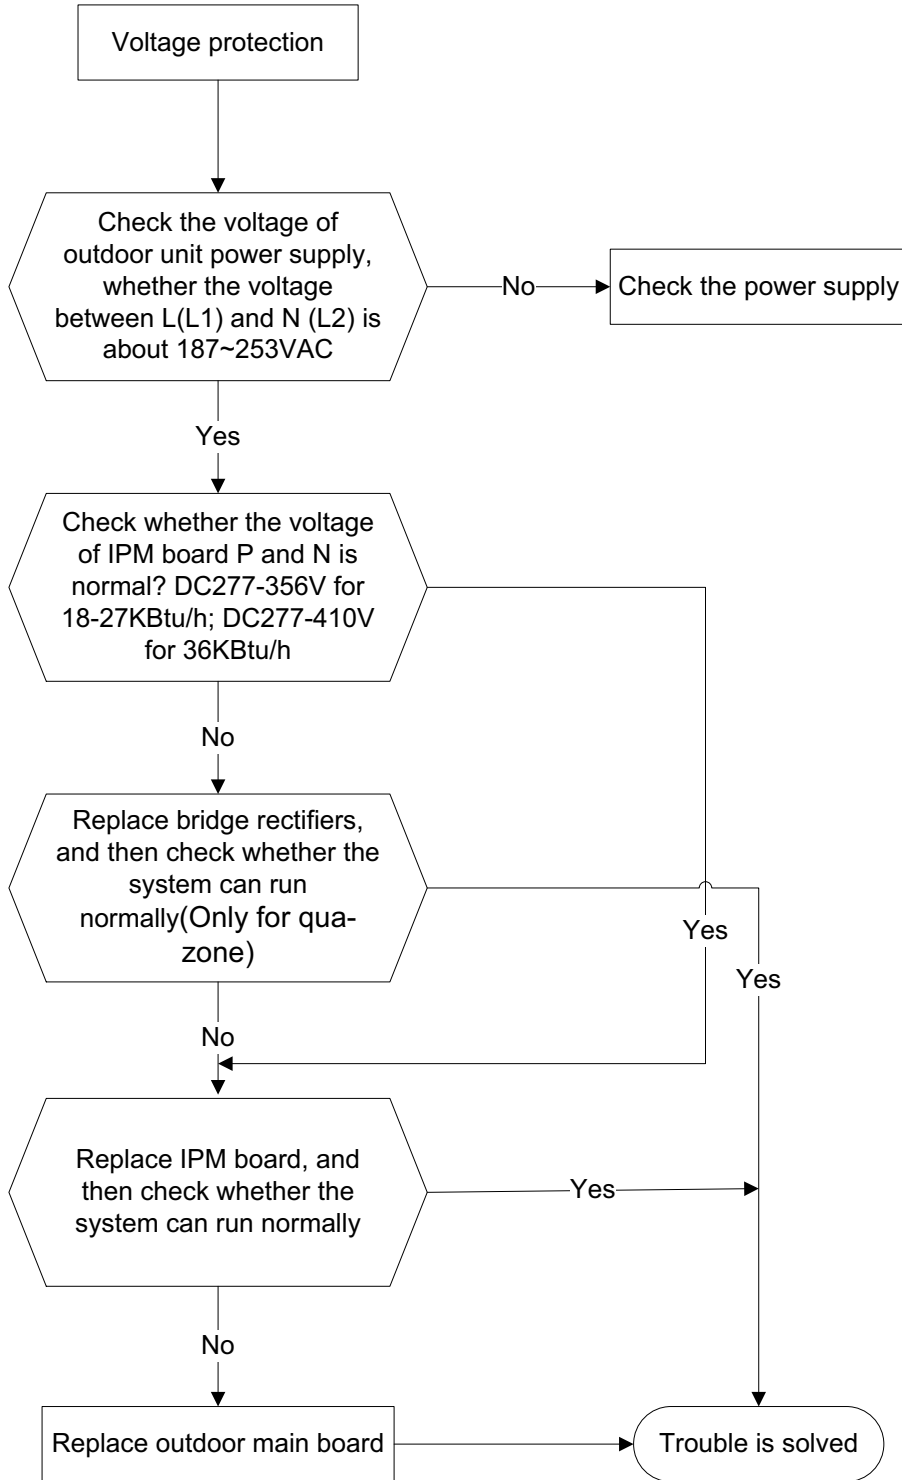 Voltage protection
Check the voltage of
outdoor unit power supply,
whether the voltage
between L(L1) and N (L2) is
about 187~253VAC
No
Check the power supply
Yes
Check whether the voltage
of IPM board P and N is
normal? DC277-356V for
18-27KBtu/h; DC277-410V
for 36KBtu/h
No
Replace bridge rectifiers,
and then check whether the
system can run
normally(Only for qua-
zone)
Yes
Yes
No
Replace IPM board, and
then check whether the
system can run normally
Yes
No
Replace outdoor main board
Trouble is solved